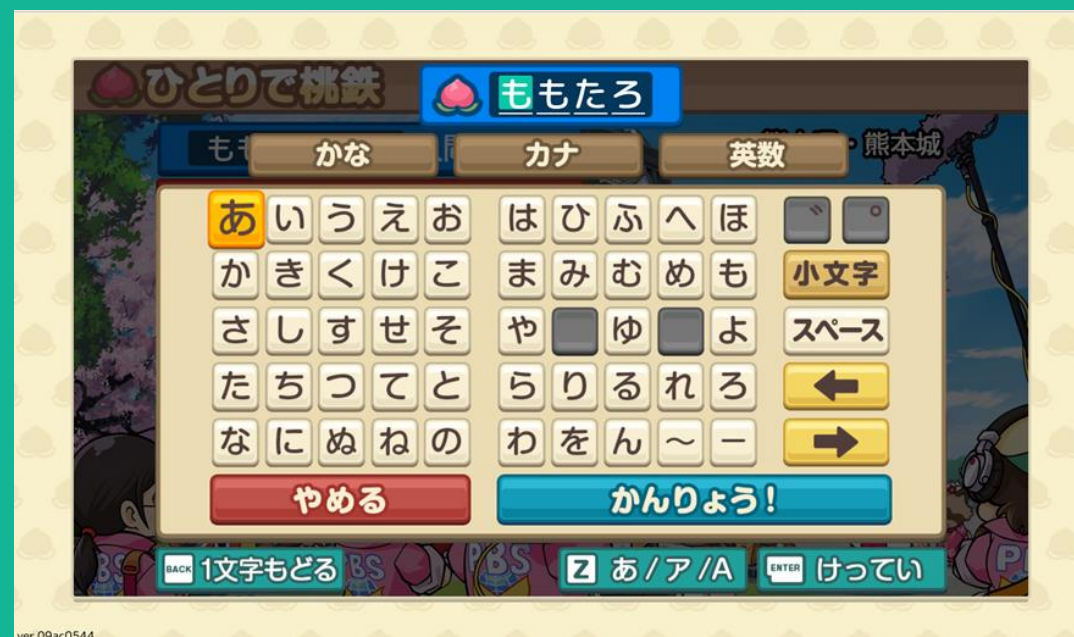 ひとりで桃鉄
ももたろ
熊本城
かな カナ 英数
あ い う え お は ひ ふ へ ほ ゛ ゜
か き く け こ ま み む め も 小文字
さ し す せ そ や ゆ よ スペース
た ち つ て と ら り る れ ろ ←
な に ぬ ね の わ を ん ~ ー →
やめる かんりょう!
BACK 1文字もどる Z あ/ア/A ENTER けってい
PBS BS PBS P
ver.09ac0544